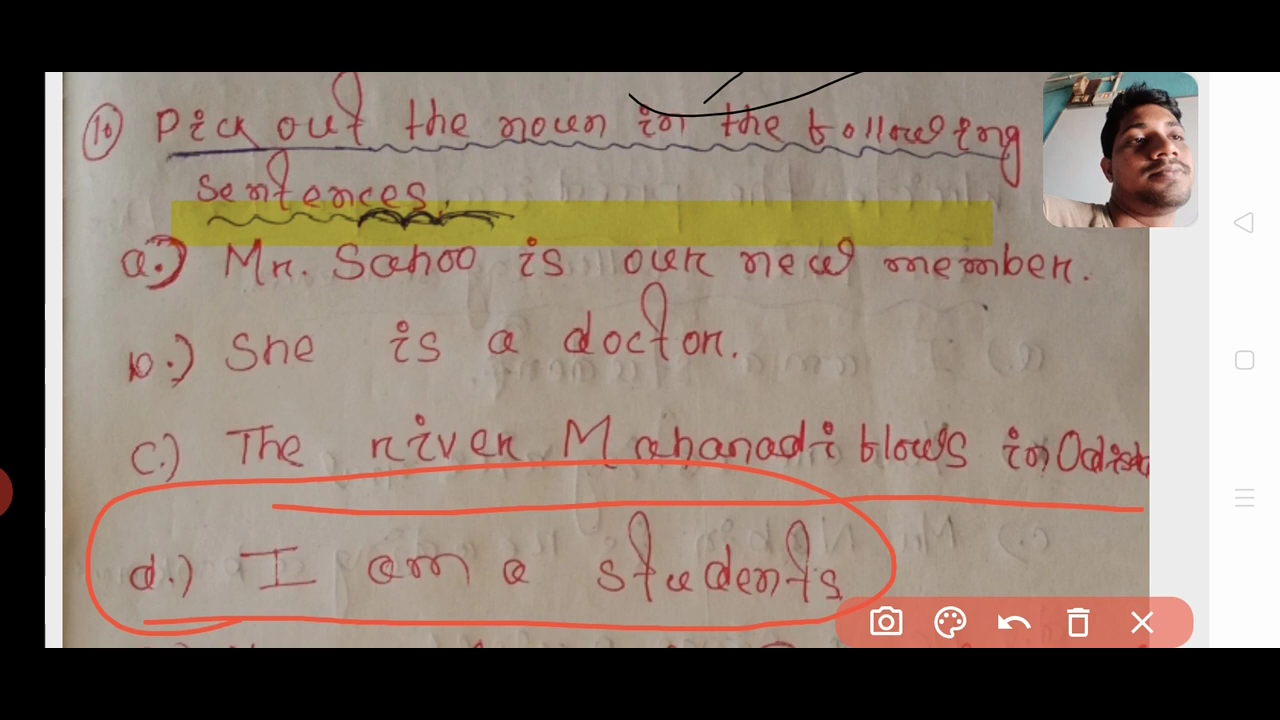 10 Pick out the noun in the following
sentences.
a.) Mr. Sahoo is our new member.
b.) She is a doctor.
c.) The river Mahanadi flows in
d.) I am a students